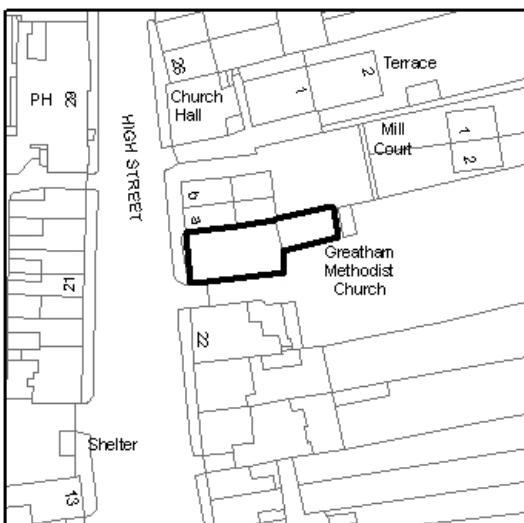 26
Terrace
2
1
Church
Hall
PH
20
HIGH STREET
Mill
Court
1
2
b
a
Greatham
Methodist
Church
21
22
Shelter
13